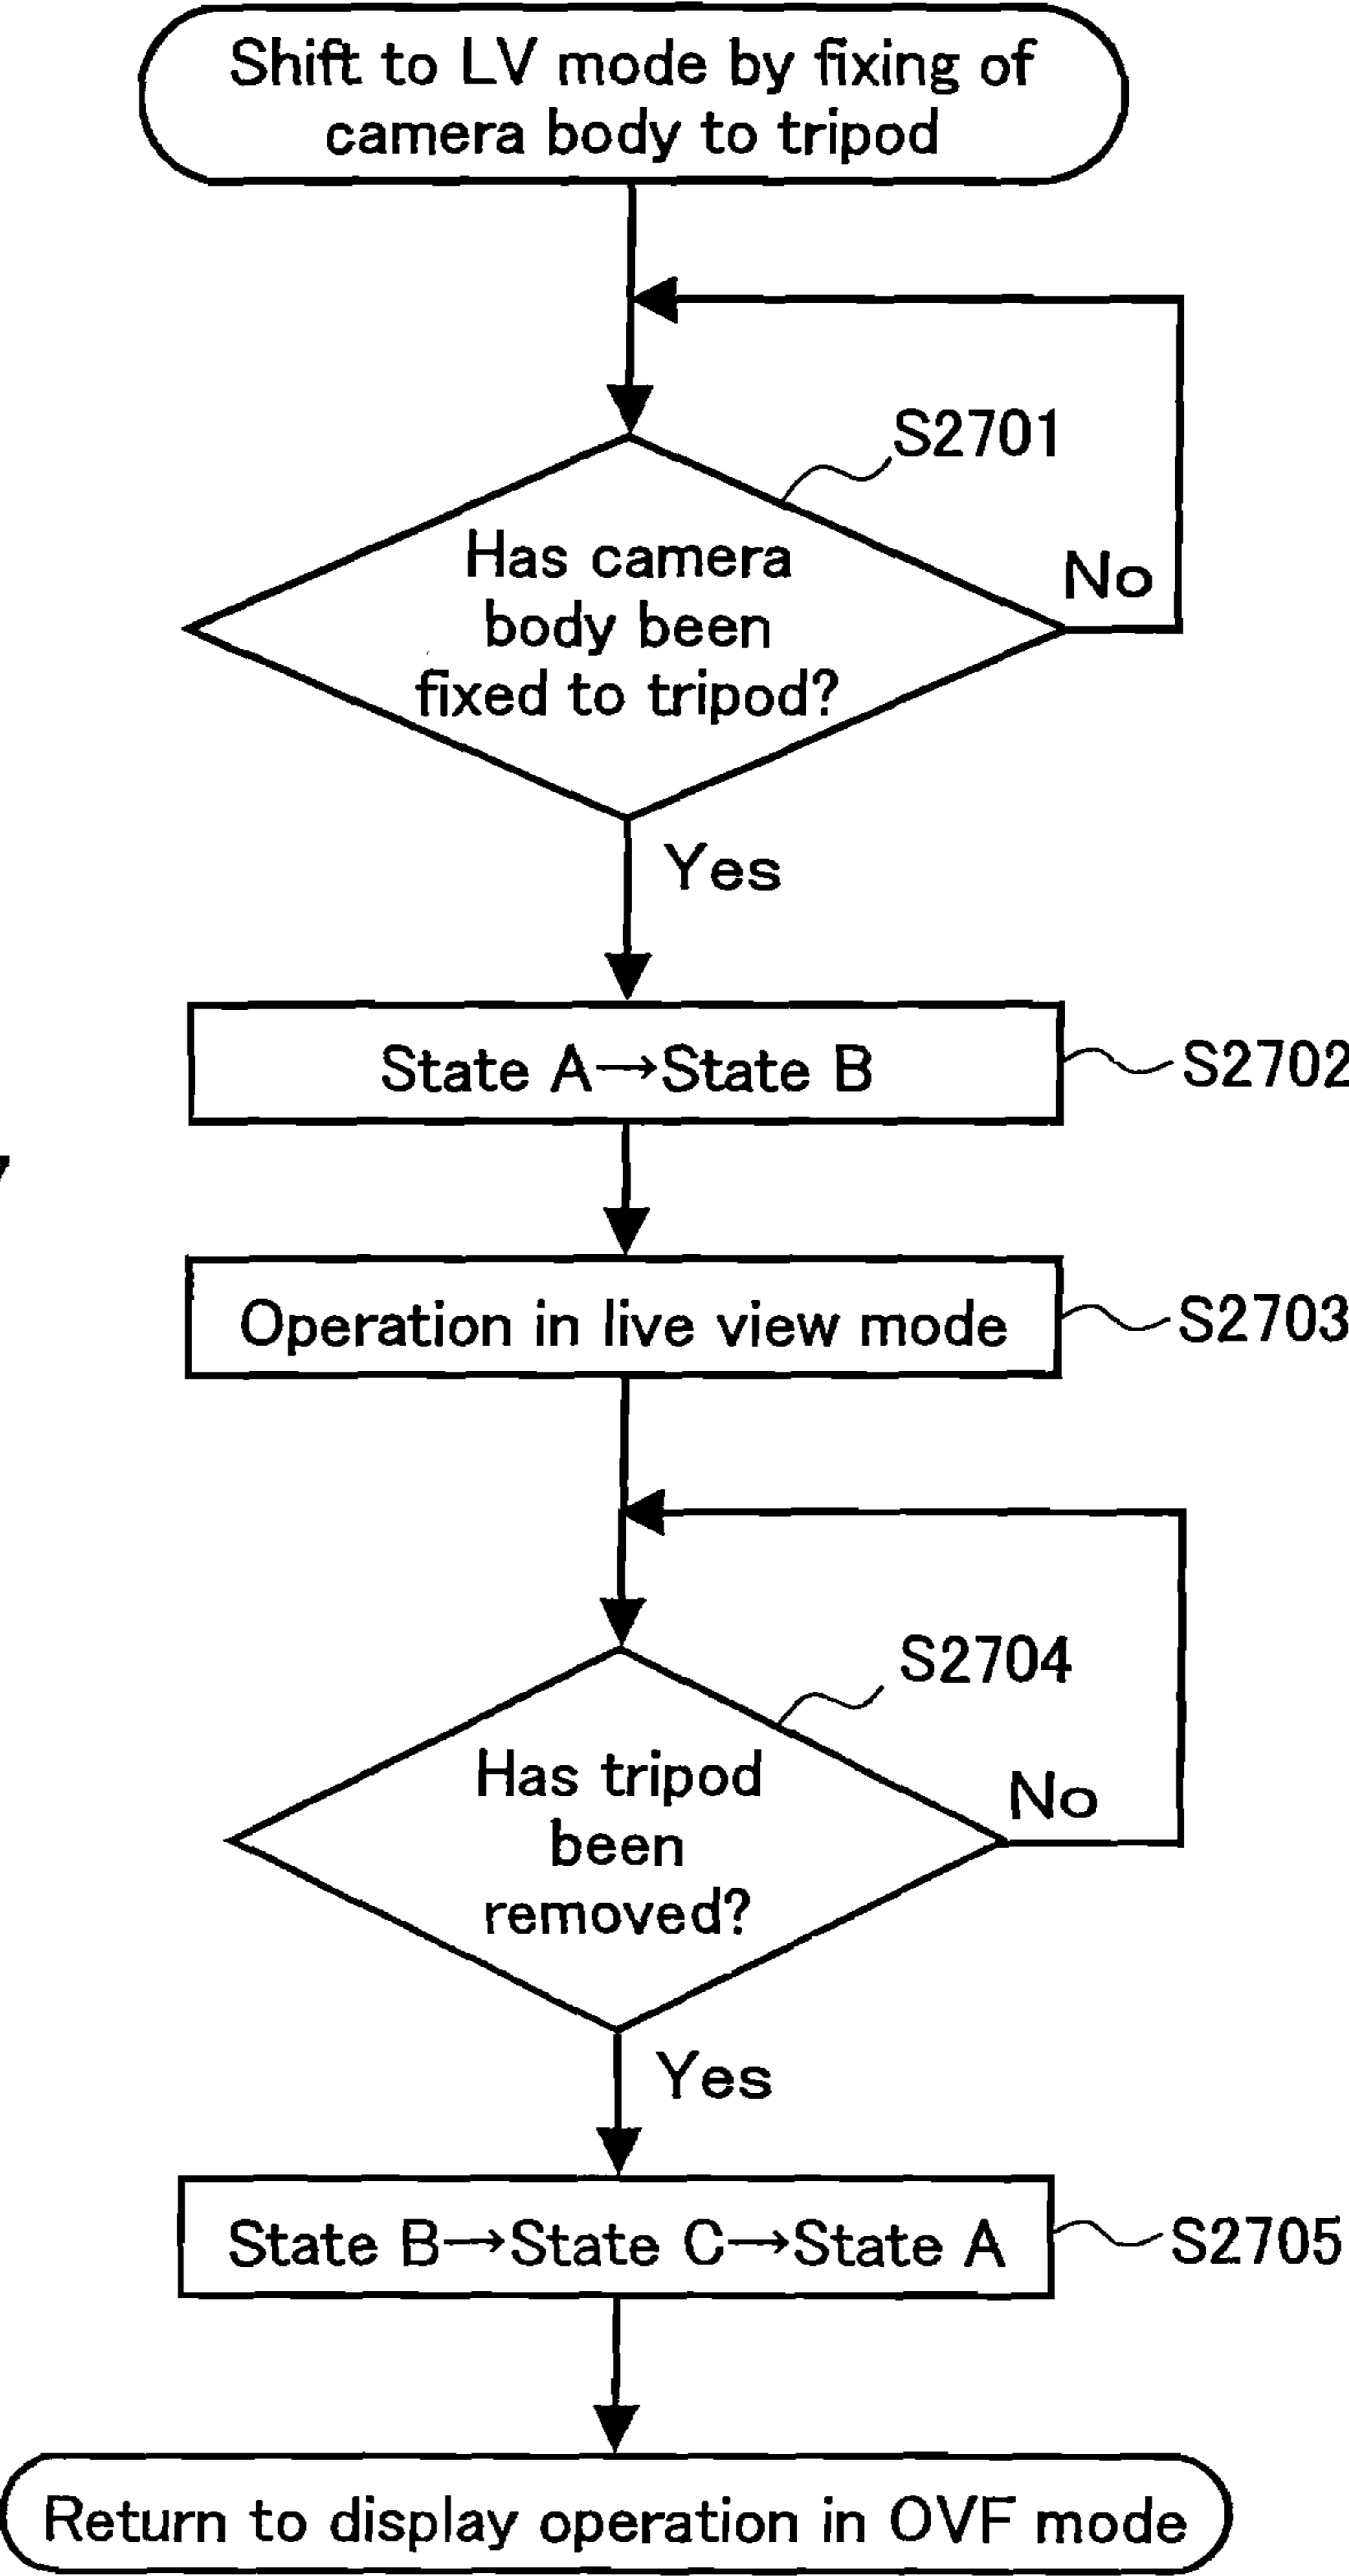 Shift to LV mode by fixing of
camera body to tripod
S2701
Has camera
body been
fixed to tripod?
No
Yes
State A→State B
S2702
Operation in live view mode
S2703
S2704
Has tripod
been
removed?
No
Yes
State B→State C→State A
S2705
Return to display operation in OVF mode